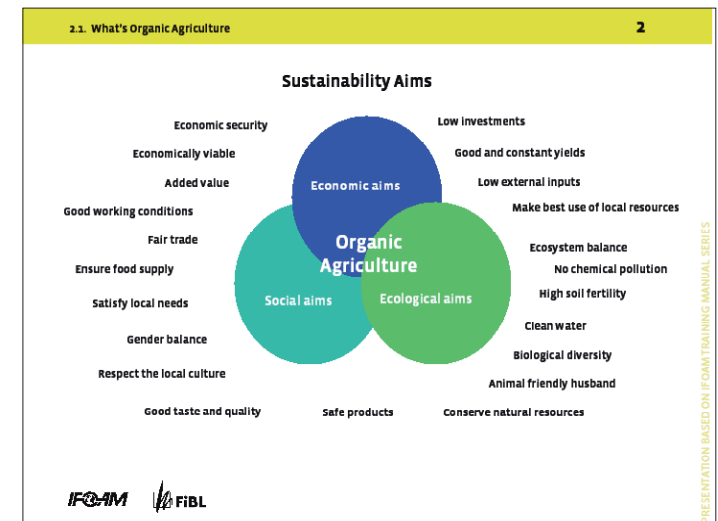 2.1. What's Organic Agriculture
2
Sustainability Aims
Economic security
Economically viable
Added value
Good working conditions
Fair trade
Ensure food supply
Satisfy local needs
Gender balance
Respect the local culture
Good taste and quality
Safe products
Conserve natural resources
Low investments
Good and constant yields
Low external inputs
Make best use of local resources
Ecosystem balance
No chemical pollution
High soil fertility
Clean water
Biological diversity
Animal friendly husband
Economic aims
Organic
Agriculture
Social aims
Ecological aims
IFOAM
FiBL
PRESENTATION BASED ON IFOAM TRAINING MANUAL SERIES